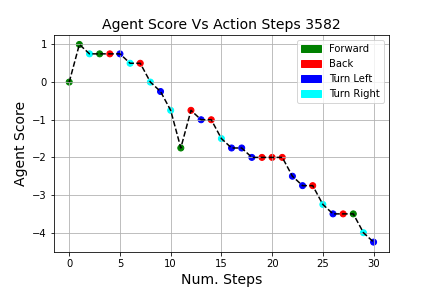 Agent Score Vs Action Steps 3582
Forward
Back
Turn Left
Turn Right
Agent Score
1
0
−1
−2
−3
−4
0 5 10 15 20 25 30
Num. Steps